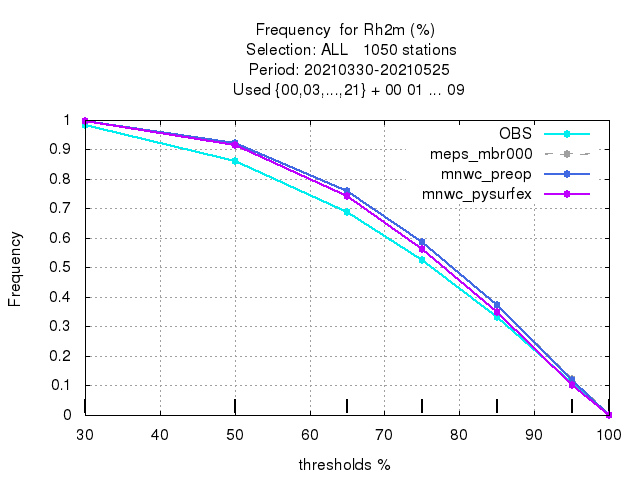 Frequency  for Rh2m (%)
Selection: ALL   1050 stations
Period: 20210330-20210525
Used {00,03,...,21} + 00 01 ... 09
OBS
meps_mbr000
mnwc_preop
mnwc_pysurfex
1
0.9
0.8
0.7
0.6
0.5
0.4
0.3
0.2
0.1
0
Frequency
30 40 50 60 70 80 90 100
thresholds %